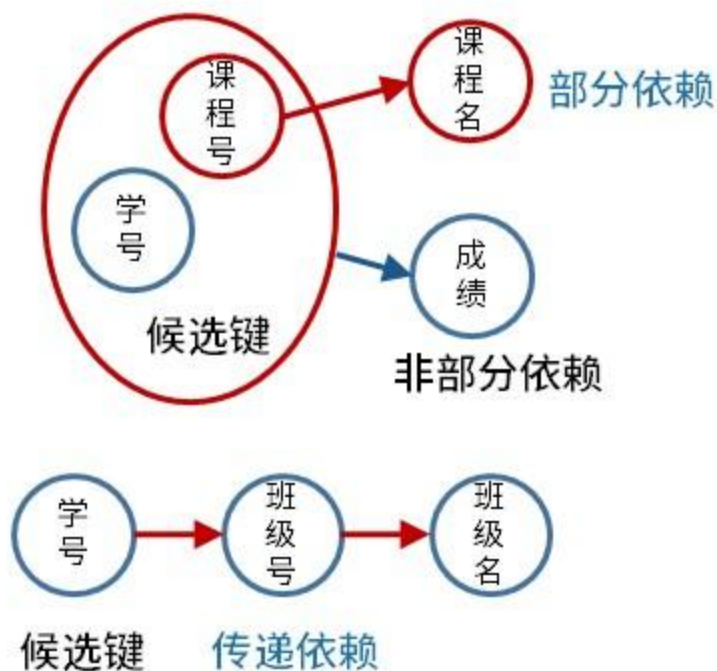 课程号
课程名
部分依赖
学号
成绩
候选键
非部分依赖
学号
班级号
班级名
候选键
传递依赖